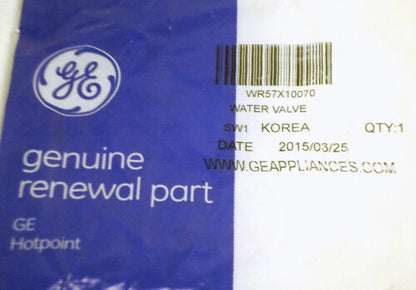 GE
genuine
renewal part
GE
Hotpoint
WR57X10070
WATER VALVE
SW1 KOREA QTY:1
DATE 2015/03/25
WWW.GEAPPLIANCES.COM